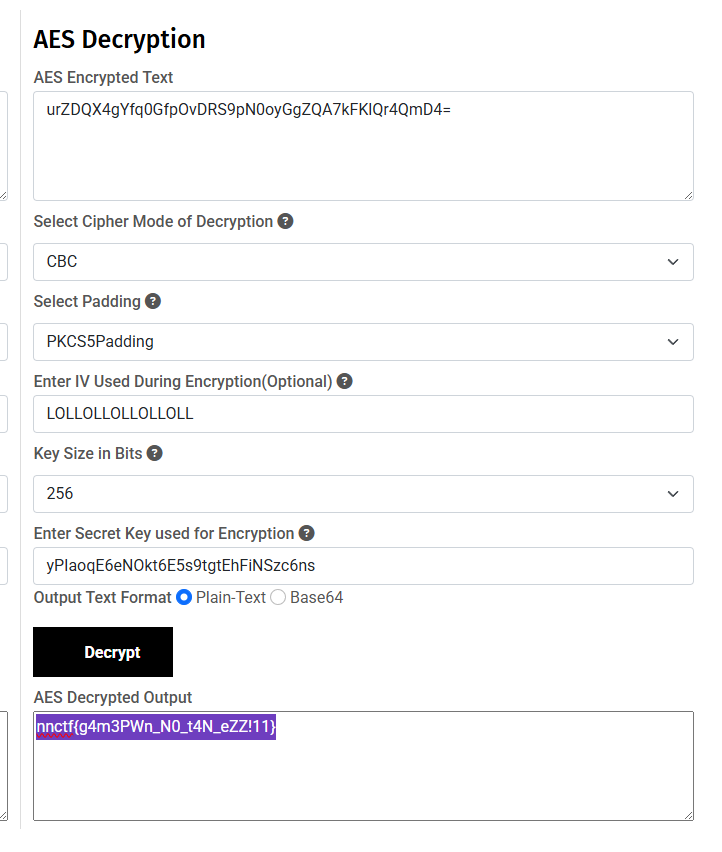 AES Decryption
AES Encrypted Text
urZDQX4gYfq0GfpOvDRS9pN0oyGgZQA7kFKlQr4QmD4=
Select Cipher Mode of Decryption ?
CBC
Select Padding ?
PKCS5Padding
Enter IV Used During Encryption(Optional) ?
LOLLOLLOLLOLLOLL
Key Size in Bits ?
256
Enter Secret Key used for Encryption ?
yPIaoqE6eNOkt6E5s9tgtEhFiNSzc6ns
Output Text Format Plain-Text Base64
Decrypt
AES Decrypted Output
nnctf{g4m3PWn_N0_t4N_eZZ!11}